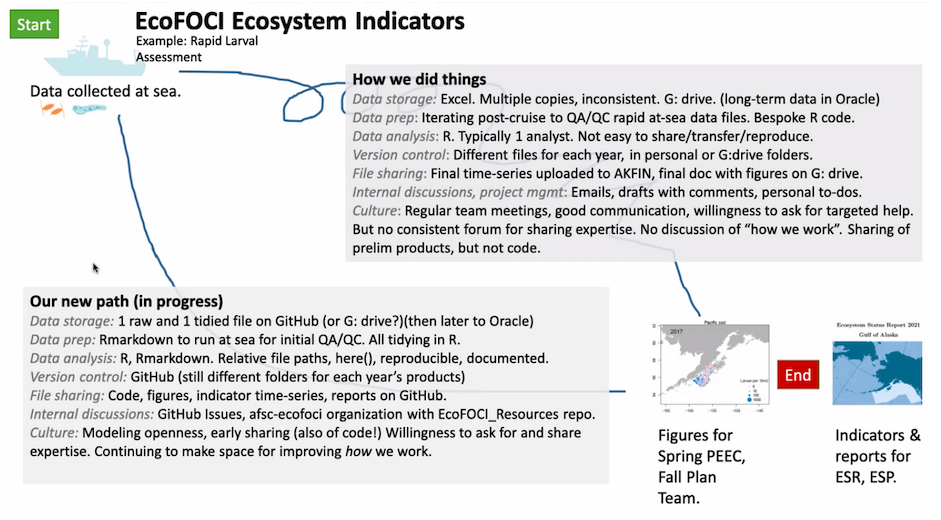 Start
EcoFOCI Ecosystem Indicators
Example: Rapid Larval
Assessment
Data collected at sea.
How we did things
Data storage: Excel. Multiple copies, inconsistent. G: drive. (long-term data in Oracle)
Data prep: Iterating post-cruise to QA/QC rapid at-sea data files. Bespoke R code.
Data analysis: R. Typically 1 analyst. Not easy to share/transfer/reproduce.
Version control: Different files for each year, in personal or G:drive folders.
File sharing: Final time-series uploaded to AKFIN, final doc with figures on G: drive.
Internal discussions, project mgmt: Emails, drafts with comments, personal to-dos.
Culture: Regular team meetings, good communication, willingness to ask for targeted help.
But no consistent forum for sharing expertise. No discussion of “how we work”. Sharing of
prelim products, but not code.
Our new path (in progress)
Data storage: 1 raw and 1 tidied file on GitHub (or G: drive?)(then later to Oracle)
Data prep: Rmarkdown to run at sea for initial QA/QC. All tidying in R.
Data analysis: R, Rmarkdown. Relative file paths, here(), reproducible, documented.
Version control: GitHub (still different folders for each year’s products)
File sharing: Code, figures, indicator time-series, reports on GitHub.
Internal discussions: GitHub Issues, afsc-ecofoci organization with EcoFOCI_Resources repo.
Culture: Modeling openness, early sharing (also of code!) Willingness to ask for and share
expertise. Continuing to make space for improving how we work.
Pacific cod
2017
End
Ecosystem Status Report 2021
Gulf of Alaska
Figures for
Spring PEEC,
Fall Plan
Team.
Indicators &
reports for
ESR, ESP.